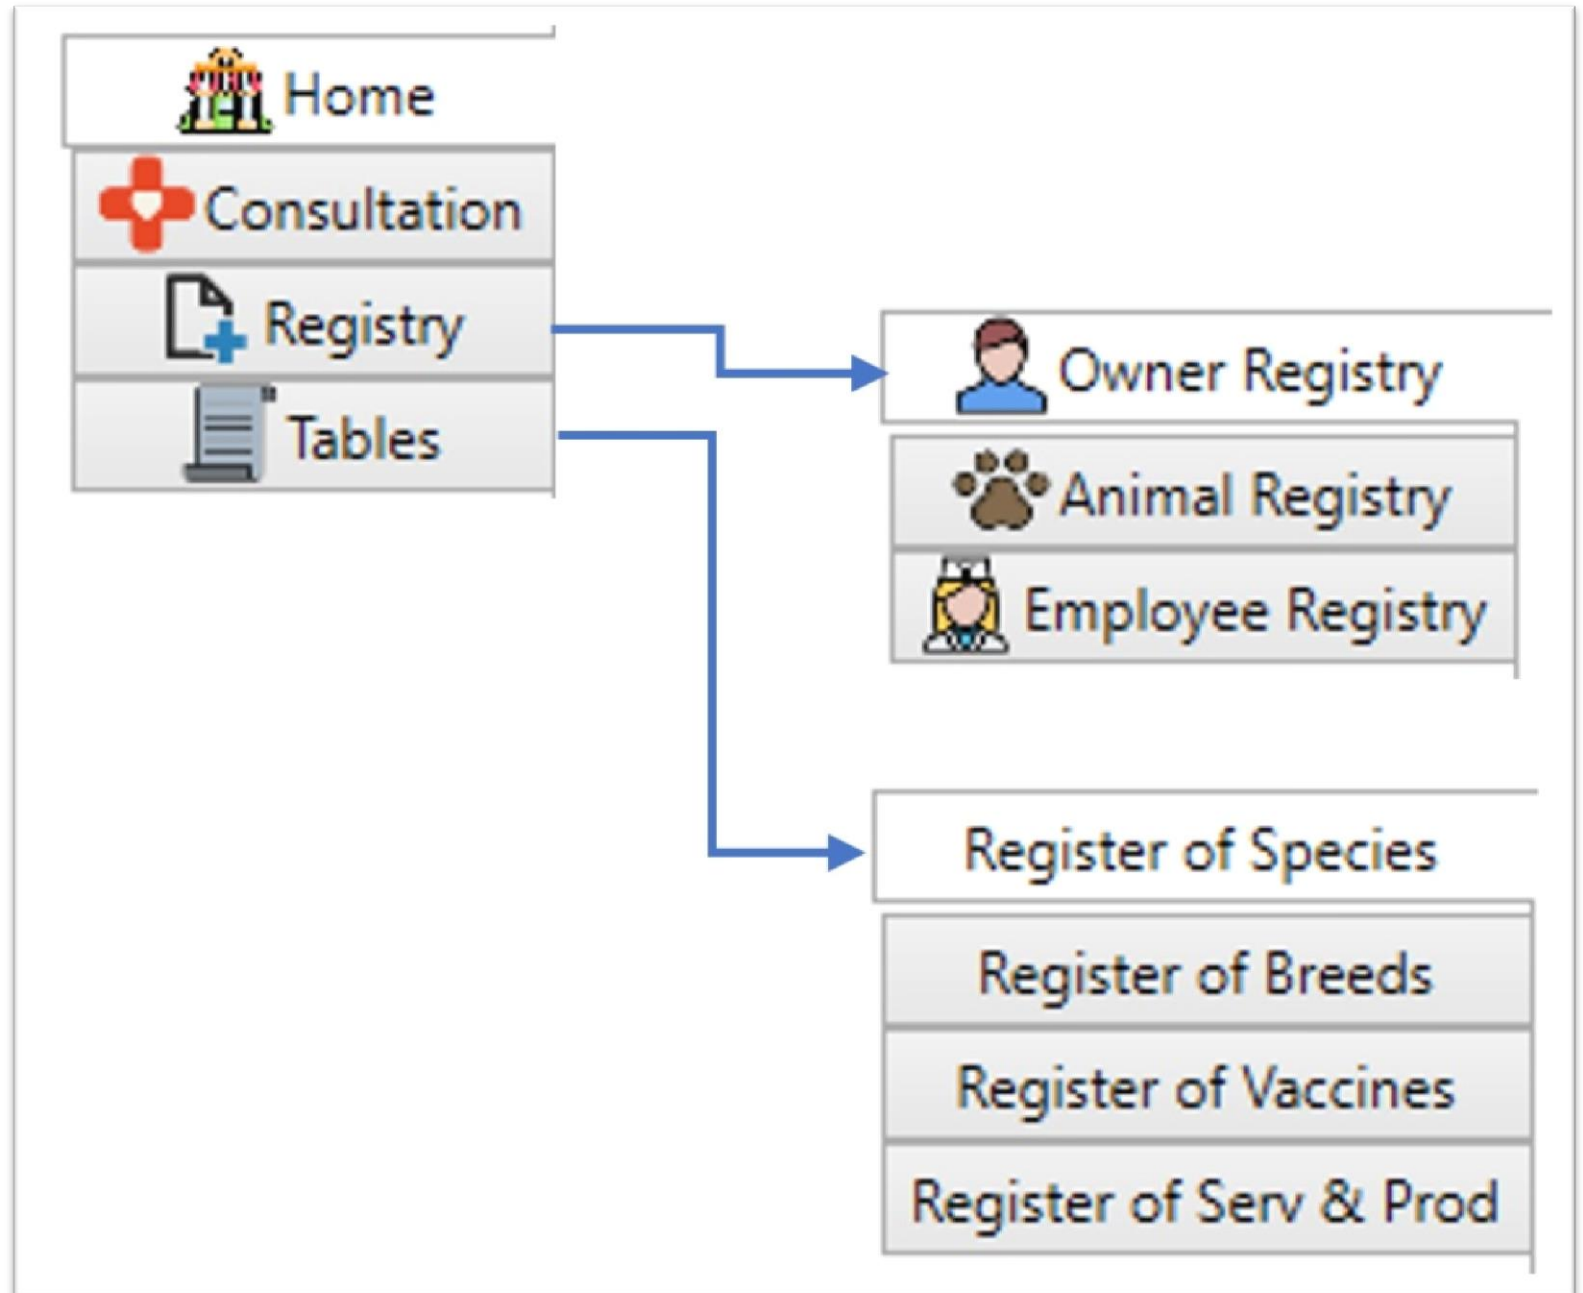 Home
Consultation
Registry
Tables
Owner Registry
Animal Registry
Employee Registry
Register of Species
Register of Breeds
Register of Vaccines
Register of Serv & Prod